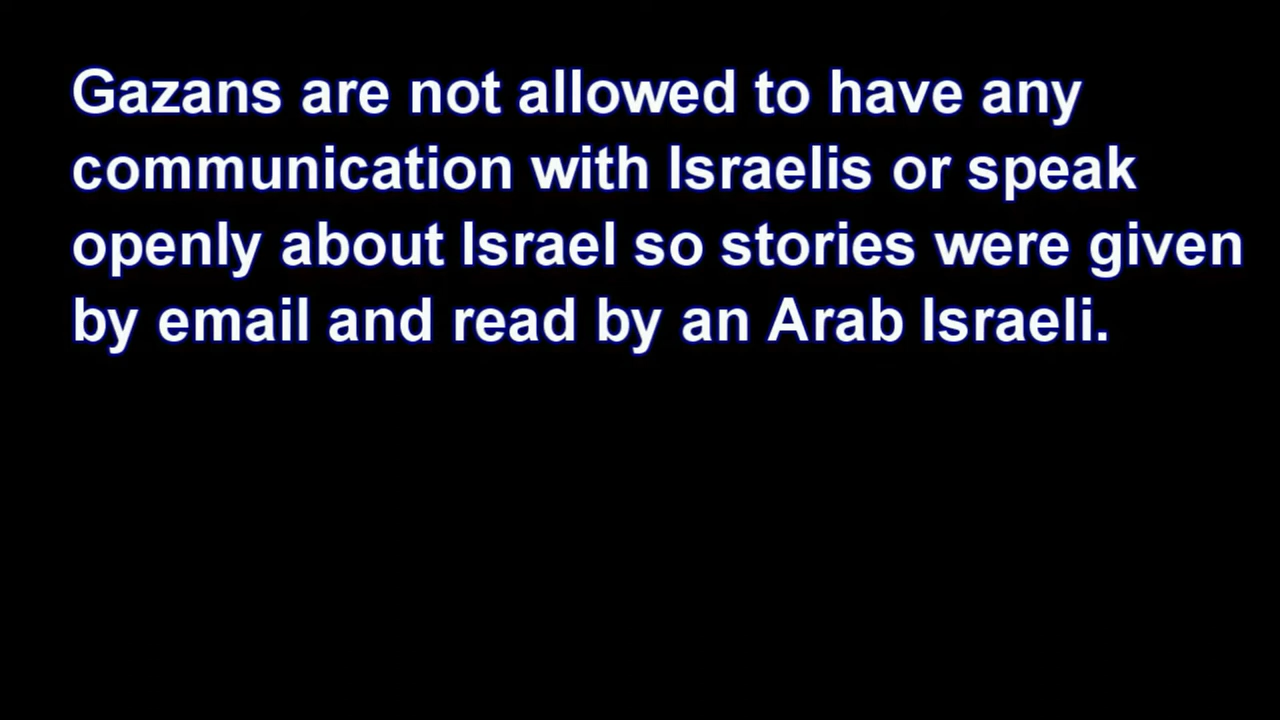 Gazans are not allowed to have any
communication with Israelis or speak
openly about Israel so stories were given
by email and read by an Arab Israeli.